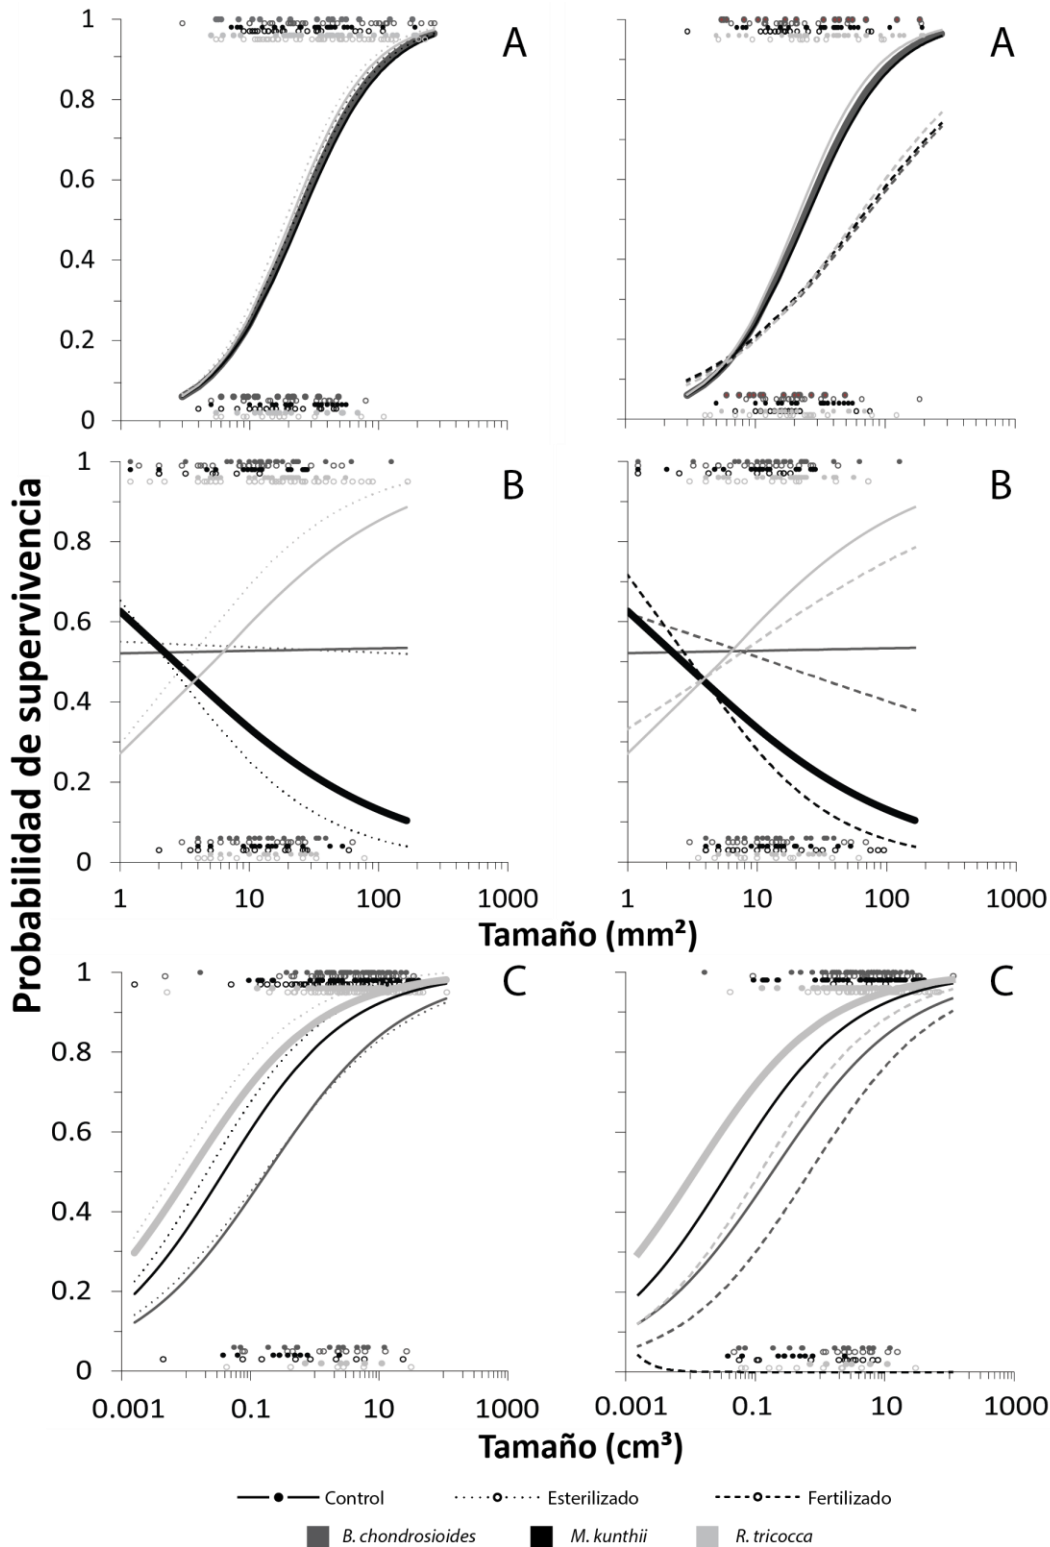 A
A
1
0.8
0.6
0.4
0.2
0
B
B
1
0.8
0.6
0.4
0.2
0
1
10
100
1000
1
10
100
1000
Tamaño (mm²)
Probabilidad de supervivencia
C
C
1
0.8
0.6
0.4
0.2
0
0.001
0.1
10
1000
0.001
0.1
10
1000
Tamaño (cm³)
Control
Esterilizado
Fertilizado
B. chondrosioides
M. kunthii
R. tricocca